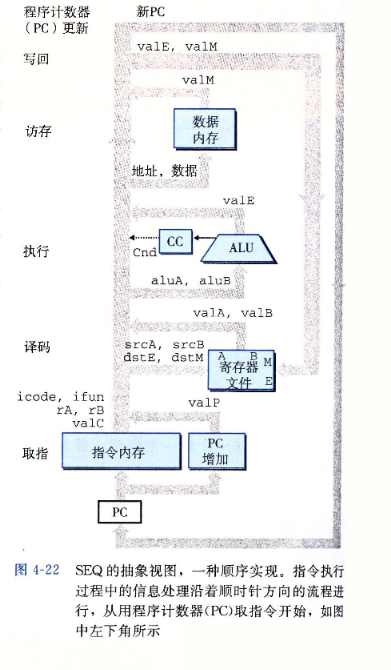 程序计数器 新PC
(PC)更新
valE, valM
写回
valM
数据
内存
访存
地址，数据
valE
CC
ALU
Cnd
执行
aluA, aluB
valA, valB
译码
srcA, srcB
dstE, dstM
A B M
寄存器
文件 E
icode, ifun
rA, rB
valC
valP
取指
指令内存
PC
增加
PC
图 4-22 SEQ的抽象视图，一种顺序实现。指令执行
过程中的信息处理沿着顺时针方向的流程进
行，从用程序计数器(PC)取指令开始，如图
中左下角所示